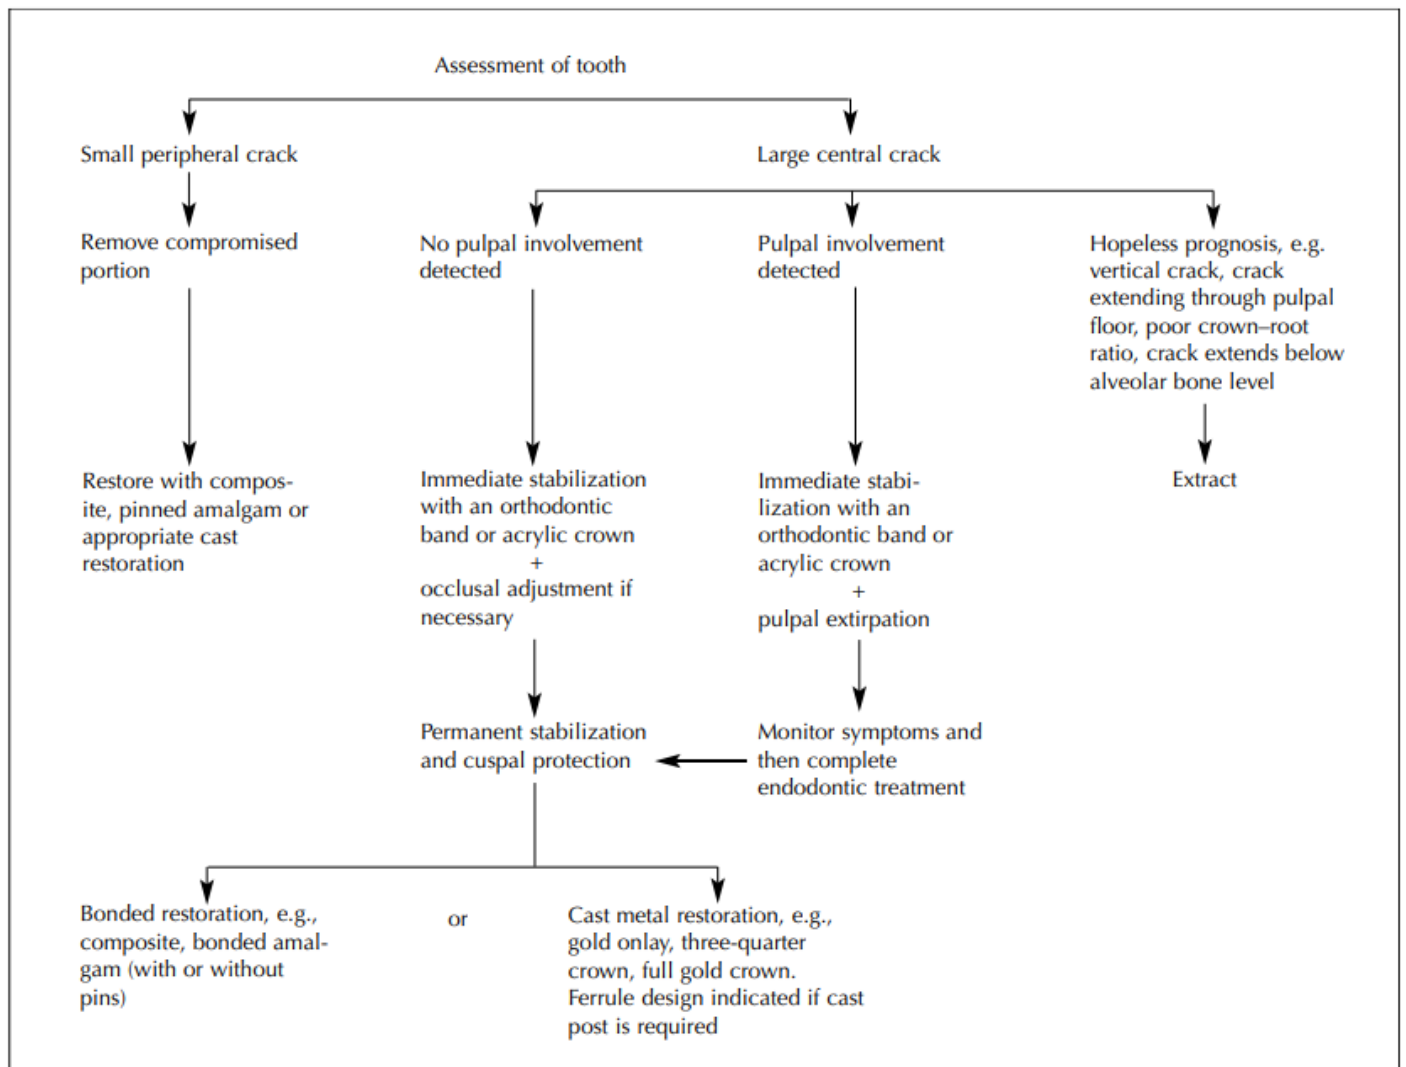 Assessment of tooth
Small peripheral crack
Large central crack
Remove compromised
portion
No pulpal involvement
detected
Pulpal involvement
detected
Hopeless prognosis, e.g.
vertical crack, crack
extending through pulpal
floor, poor crown–root
ratio, crack extends below
alveolar bone level
Restore with compos-
ite, pinned amalgam or
appropriate cast
restoration
Immediate stabilization
with an orthodontic
band or acrylic crown
+
occlusal adjustment if
necessary
Immediate stabi-
lization with an
orthodontic band or
acrylic crown
+
pulpal extirpation
Extract
Permanent stabilization
and cuspal protection
Monitor symptoms and
then complete
endodontic treatment
Bonded restoration, e.g.,
composite, bonded amal-
gam (with or without
pins)
or
Cast metal restoration, e.g.,
gold onlay, three-quarter
crown, full gold crown.
Ferrule design indicated if cast
post is required